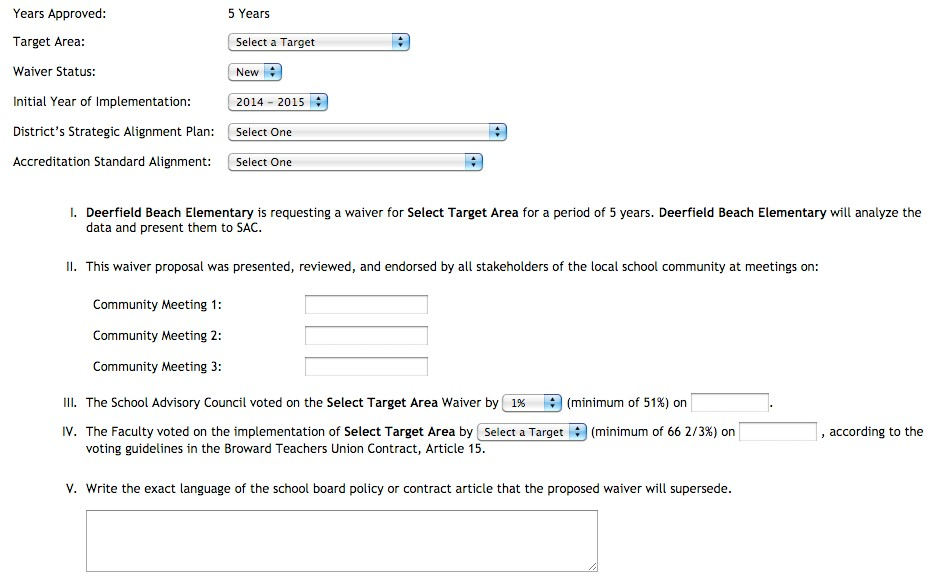 Years Approved: 5 Years
Target Area: Select a Target
Waiver Status: New
Initial Year of Implementation: 2014 – 2015
District's Strategic Alignment Plan: Select One
Accreditation Standard Alignment: Select One
I. Deerfield Beach Elementary is requesting a waiver for Select Target Area for a period of 5 years. Deerfield Beach Elementary will analyze the
data and present them to SAC.
II. This waiver proposal was presented, reviewed, and endorsed by all stakeholders of the local school community at meetings on:
Community Meeting 1:
Community Meeting 2:
Community Meeting 3:
III. The School Advisory Council voted on the Select Target Area Waiver by 1% (minimum of 51%) on .
IV. The Faculty voted on the implementation of Select Target Area by Select a Target (minimum of 66 2/3%) on , according to the
voting guidelines in the Broward Teachers Union Contract, Article 15.
V. Write the exact language of the school board policy or contract article that the proposed waiver will supersede.